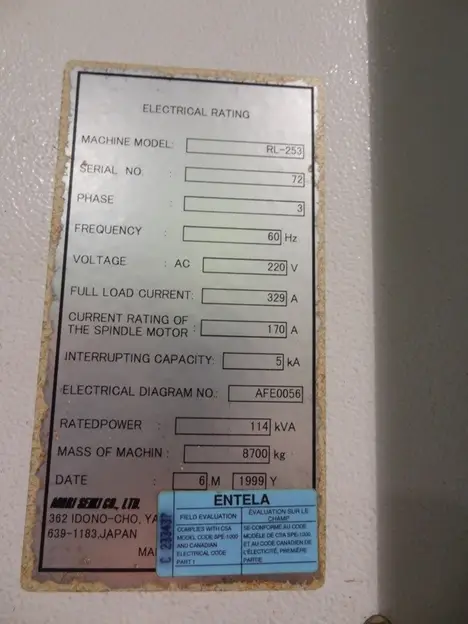 ELECTRICAL RATING
MACHINE MODEL: RL-253
SERIAL NO. : 72
PHASE : 3
FREQUENCY : 60 Hz
VOLTAGE : AC 220 V
FULL LOAD CURRENT: 329 A
CURRENT RATING OF
THE SPINDLE MOTOR : 170 A
INTERRUPTING CAPACITY: 5 kA
ELECTRICAL DIAGRAM NO.: AFE0056
RATEDPOWER : 114 kVA
MASS OF MACHIN : 8700 kg
DATE : 6 M 1999 Y
MORI SEIKI CO., LTD.
362 IDONO-CHO, YA
639-1183,JAPAN
MA
ENTELA
FIELD EVALUATION
COMPLIES WITH CSA
MODEL CODE SPE-1000
AND CANADIAN
ELECTRICAL CODE
PART 1
ÉVALUATION SUR LE
CHAMP
SE CONFORME AU CODE
MODÈLE DE CSA SPE-1000
ET AU CODE CANADIEN DE
L'ÉLECTICITÉ, PREMIÈRE
PARTIE